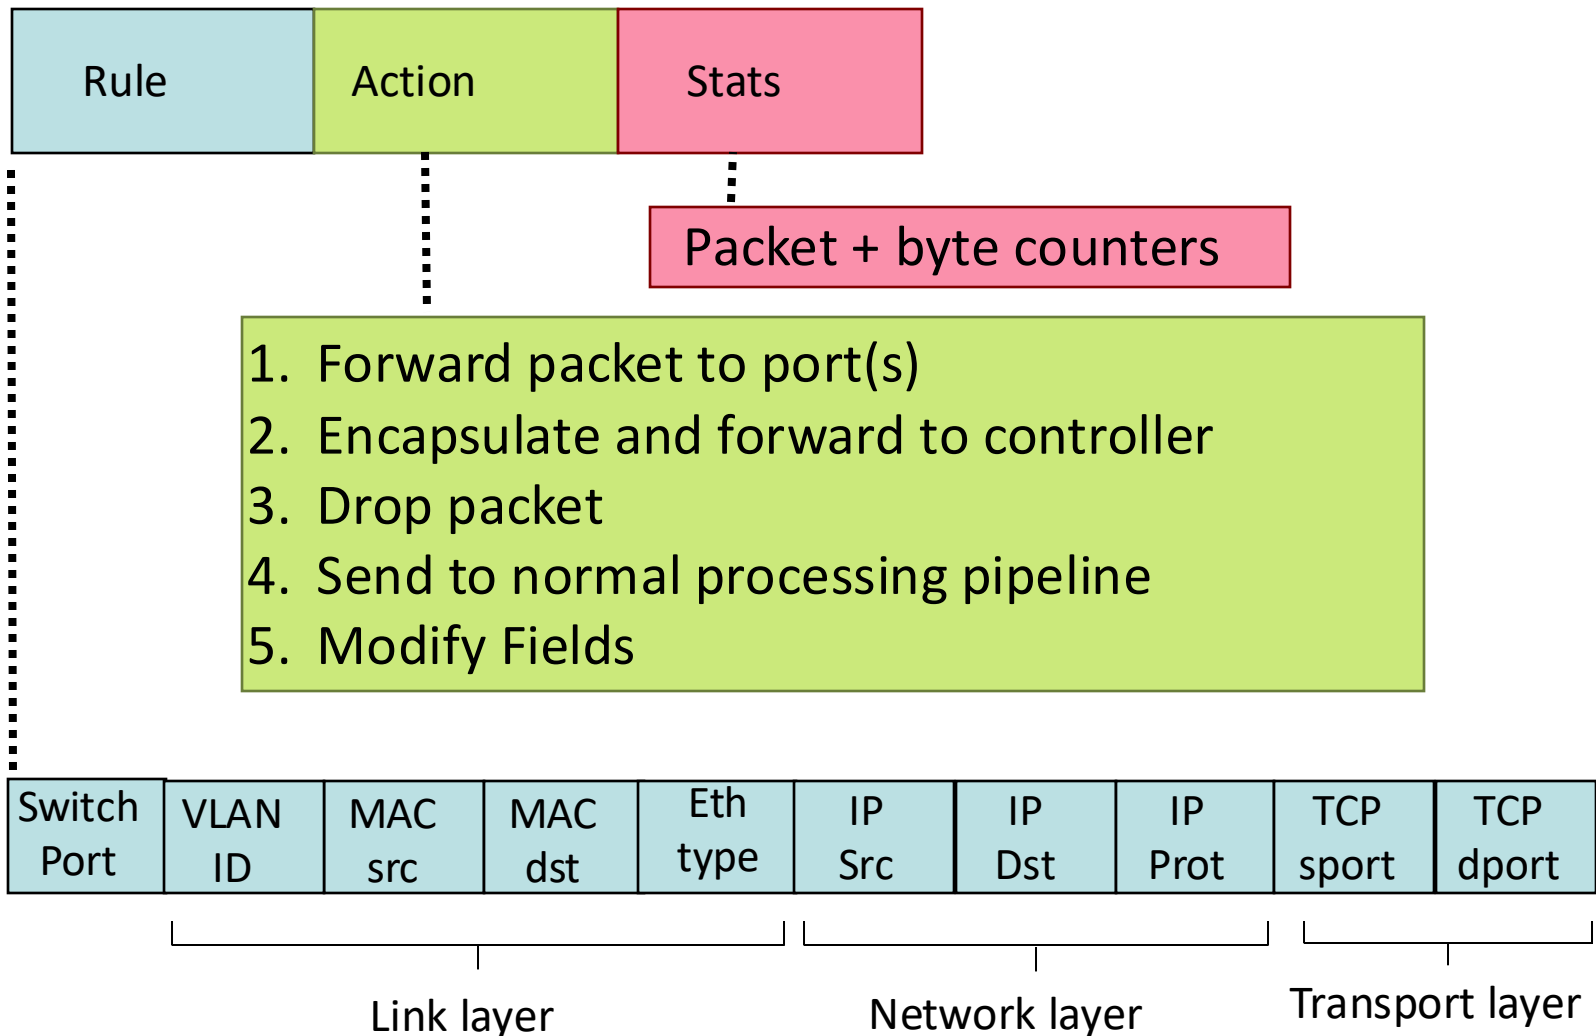 Rule Action Stats
Packet + byte counters
1. Forward packet to port(s)
2. Encapsulate and forward to controller
3. Drop packet
4. Send to normal processing pipeline
5. Modify Fields
Switch
Port
VLAN
ID
MAC
src
MAC
dst
Eth
type
IP
Src
IP
Dst
IP
Prot
TCP
sport
TCP
dport
Link layer
Network layer
Transport layer